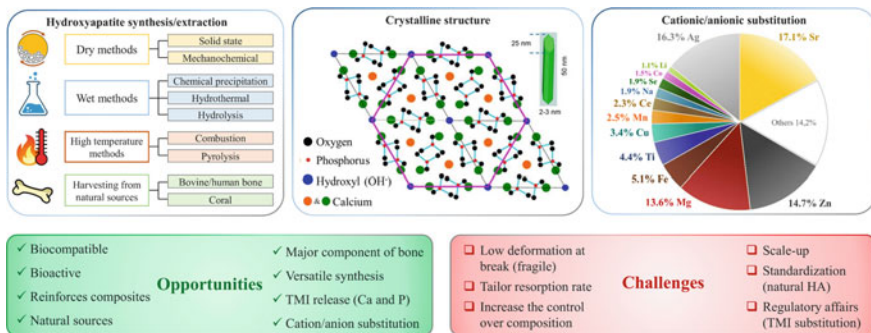 Hydroxyapatite synthesis/extraction
Dry methods
Solid state
Mechanochemical
Wet methods
Chemical precipitation
Hydrothermal
Hydrolysis
High temperature
methods
Combustion
Pyrolysis
Harvesting from
natural sources
Bovine/human bone
Coral
Crystalline structure
25 nm
50 nm
2-3 nm
Oxygen
Phosphorus
Hydroxyl (OH-)
& Calcium
Cationic/anionic substitution
16.3% Ag
17.1% Sr
1.1% Li
1.5% Co
1.9% Se
1.9% Na
2.3% Ce
2.5% Mn
3.4% Cu
4.4% Ti
5.1% Fe
13.6% Mg
14.7% Zn
Others 14,2%
Opportunities
Biocompatible
Bioactive
Reinforces composites
Natural sources
Major component of bone
Versatile synthesis
TMI release (Ca and P)
Cation/anion substitution
Challenges
Low deformation at
break (fragile)
Tailor resorption rate
Increase the control
over composition
Scale-up
Standardization
(natural HA)
Regulatory affairs
(TMI substitution)